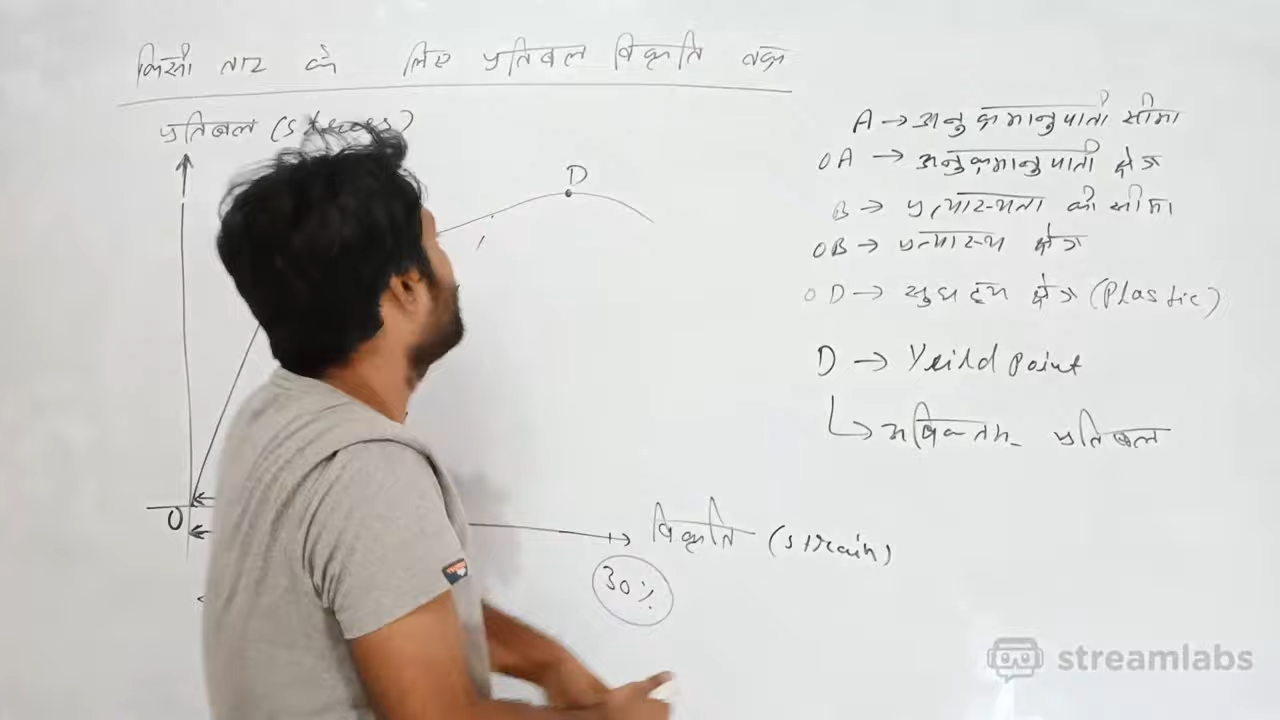 किसी तार के लिए प्रतिबल विकृति वक्र
प्रतिबल (stress)
D
O
विकृति (strain)
30%
A → अनुक्रमानुपाती सीमा
OA → अनुक्रमानुपाती क्षेत्र
B → प्रत्यास्थता की सीमा
OB → प्रत्यास्थ क्षेत्र
D → सुघट्य क्षेत्र (Plastic)
D → Yeild point
↳ अधिकतम प्रतिबल
streamlabs